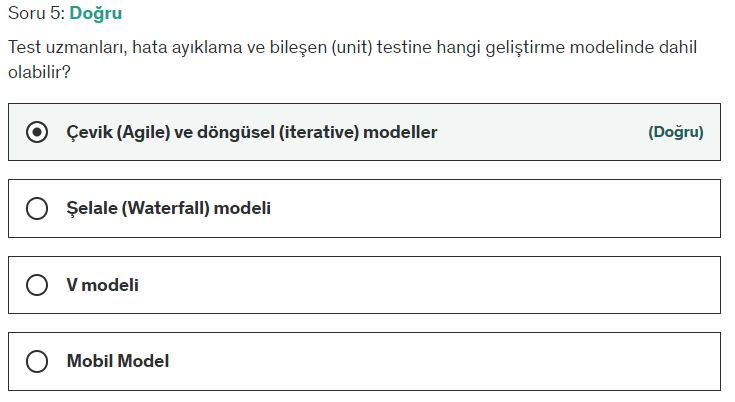 Soru 5: Doğru
Test uzmanları, hata ayıklama ve bileşen (unit) testine hangi geliştirme modelinde dahil
olabilir?
Çevik (Agile) ve döngüsel (iterative) modeller (Doğru)
Şelale (Waterfall) modeli
V modeli
Mobil Model